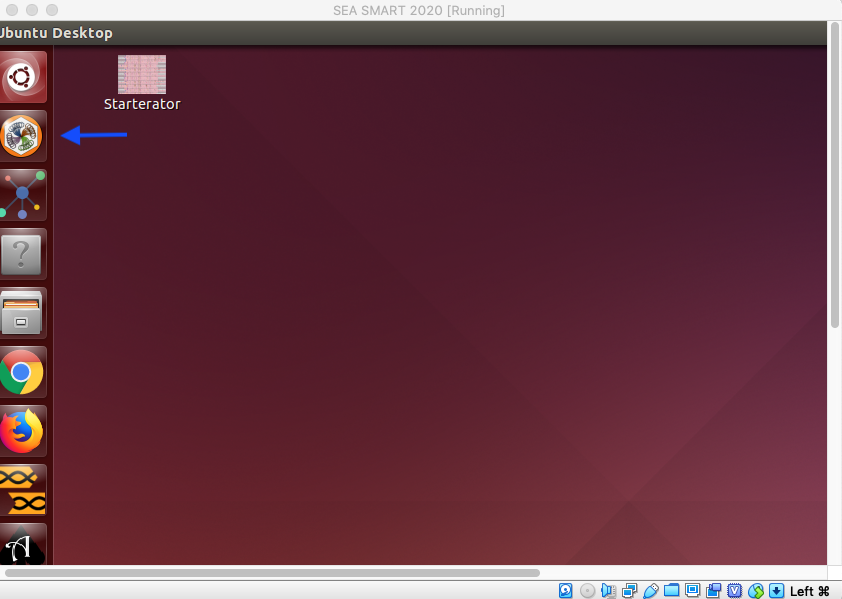 SEA SMART 2020 [Running]
Ubuntu Desktop
Starterator
?
A
V
Left ⌘